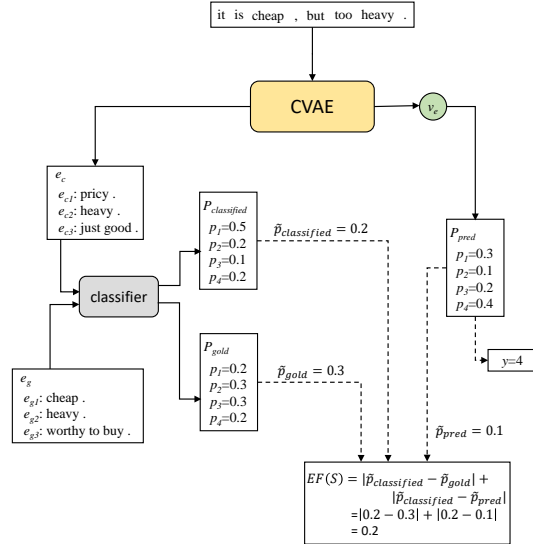 it is cheap , but too heavy .
CVAE
v_e
e_c
e_c1: pricy .
e_c2: heavy .
e_c3: just good .
P_classified
p_1=0.5
p_2=0.2
p_3=0.1
p_4=0.2
p̃_classified = 0.2
P_pred
p_1=0.3
p_2=0.1
p_3=0.2
p_4=0.4
classifier
P_gold
p_1=0.2
p_2=0.3
p_3=0.3
p_4=0.2
p̃_gold = 0.3
y=4
e_g
e_g1: cheap .
e_g2: heavy .
e_g3: worthy to buy .
p̃_pred = 0.1
EF(S) = |p̃_classified − p̃_gold| +
|p̃_classified − p̃_pred|
=|0.2 − 0.3| + |0.2 − 0.1|
= 0.2